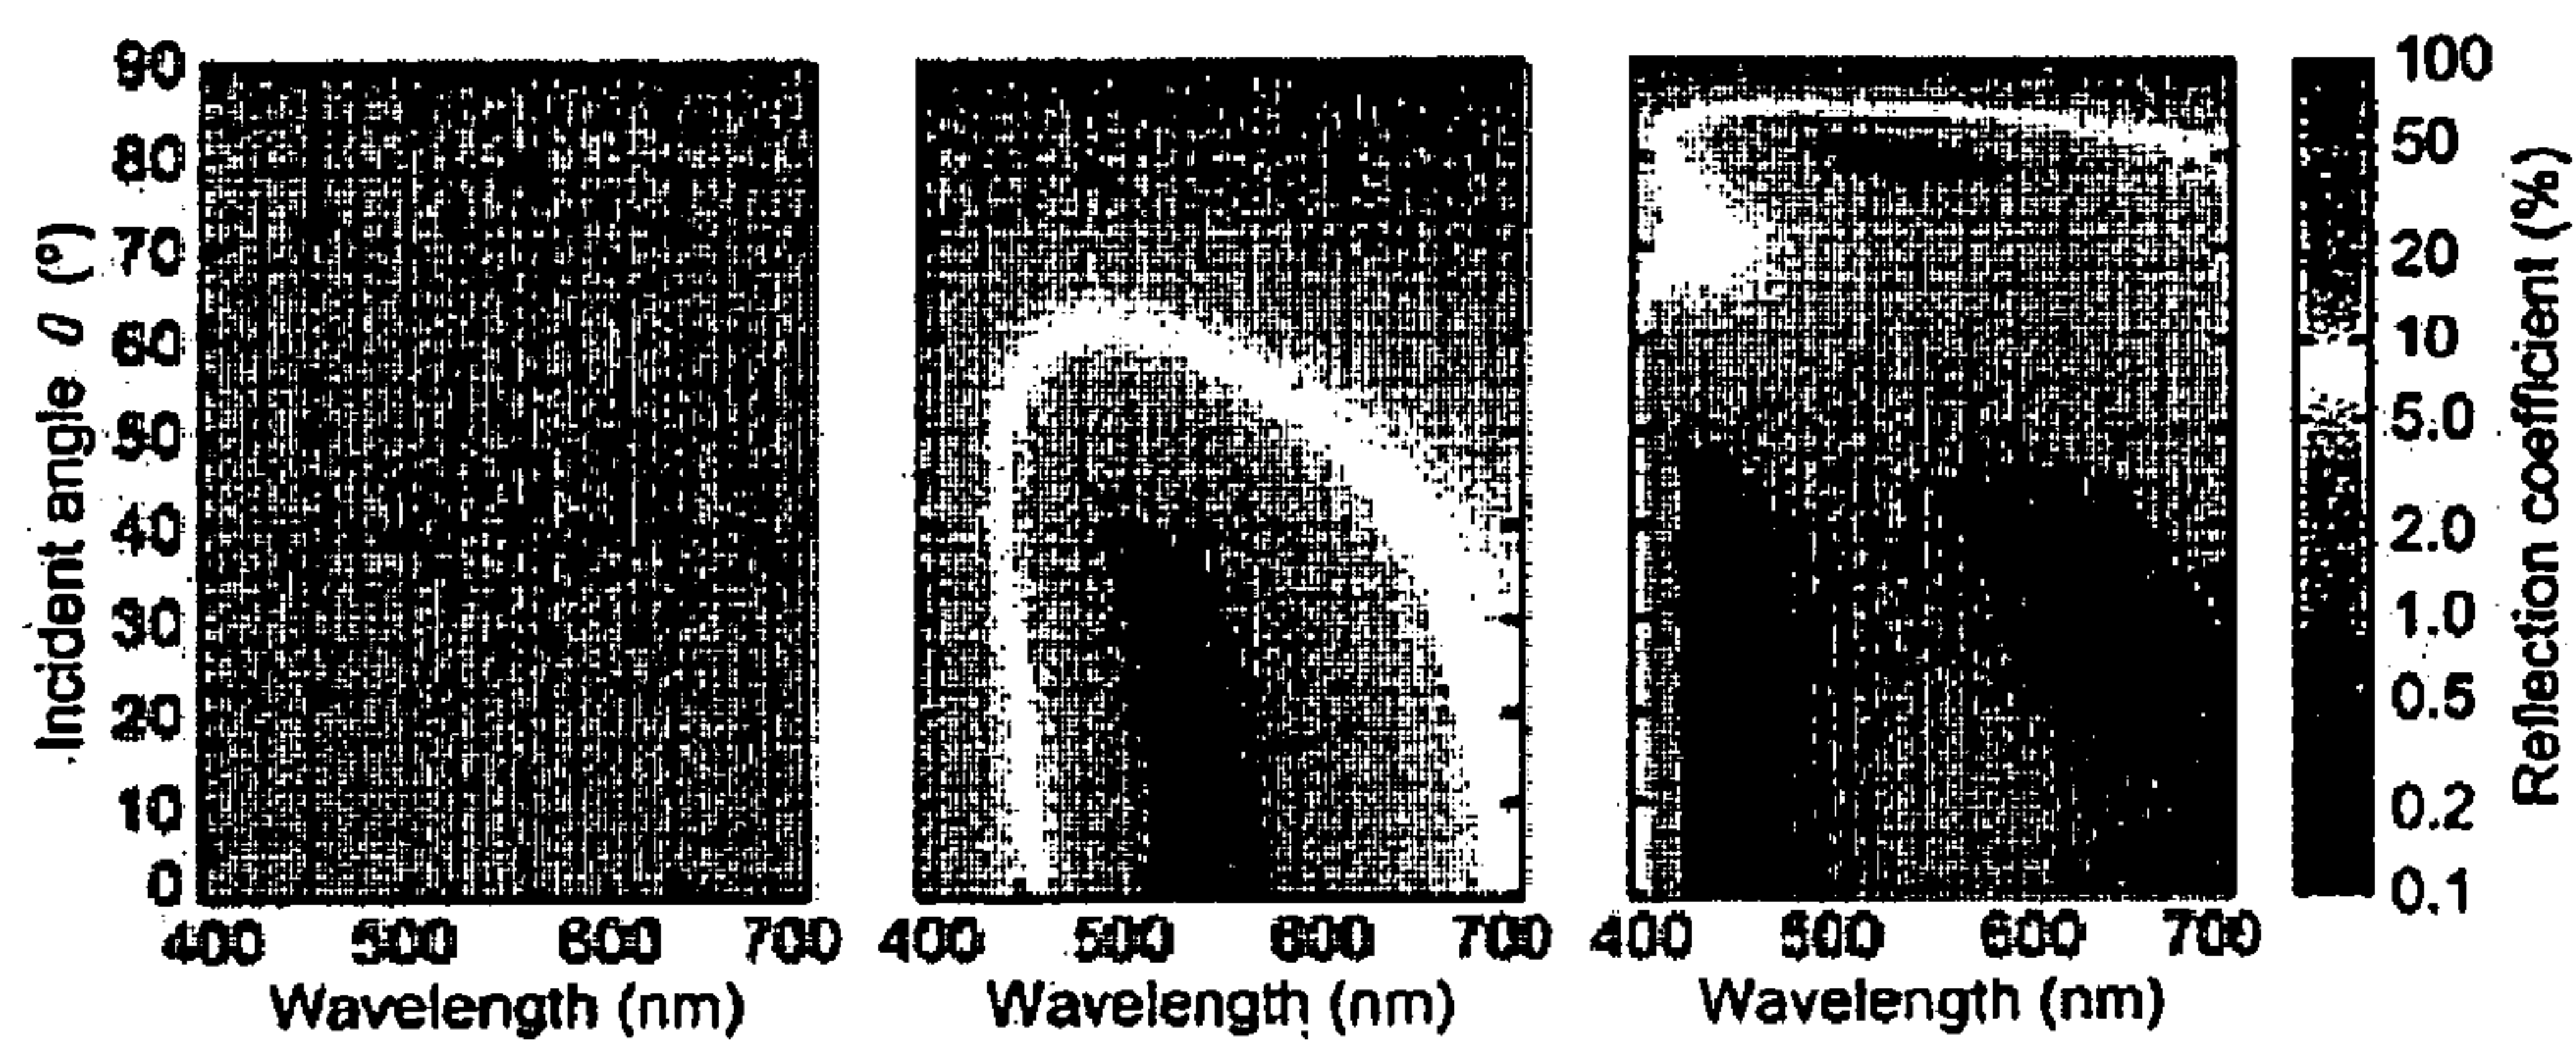 Incident angle θ (°)
90
80
70
60
50
40
30
20
10
0
400 500 600 700
400 500 600 700
400 500 600 700
Wavelength (nm)
Wavelength (nm)
Wavelength (nm)
100
50
20
10
5.0
2.0
1.0
0.5
0.2
0.1
Reflection coefficient (%)